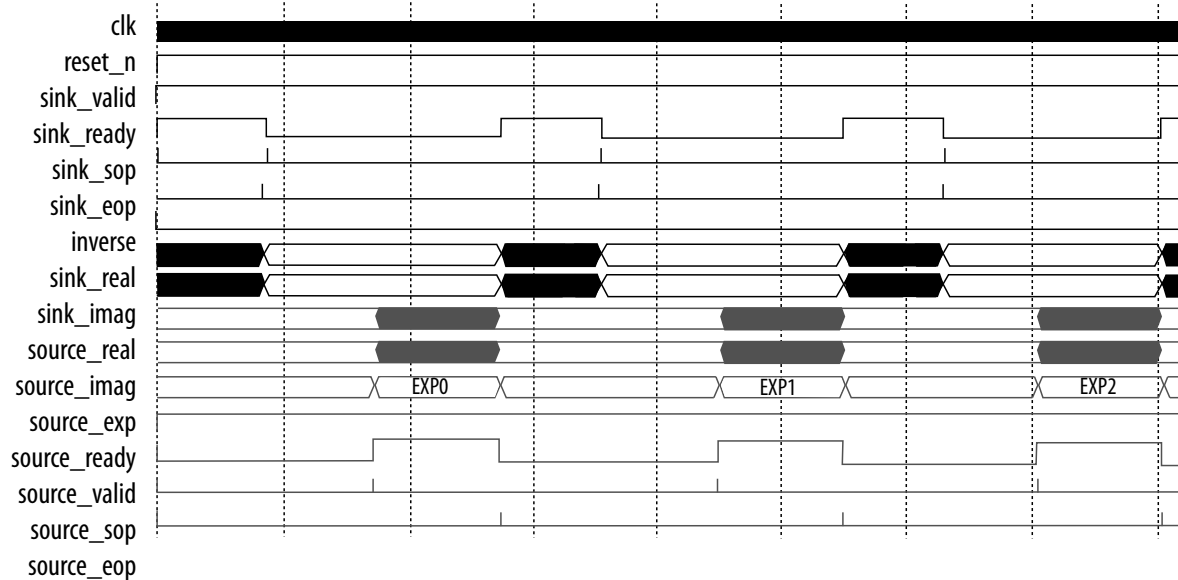 clk
reset_n
sink_valid
sink_ready
sink_sop
sink_eop
inverse
sink_real
sink_imag
source_real
source_imag EXP0 EXP1 EXP2
source_exp
source_ready
source_valid
source_sop
source_eop